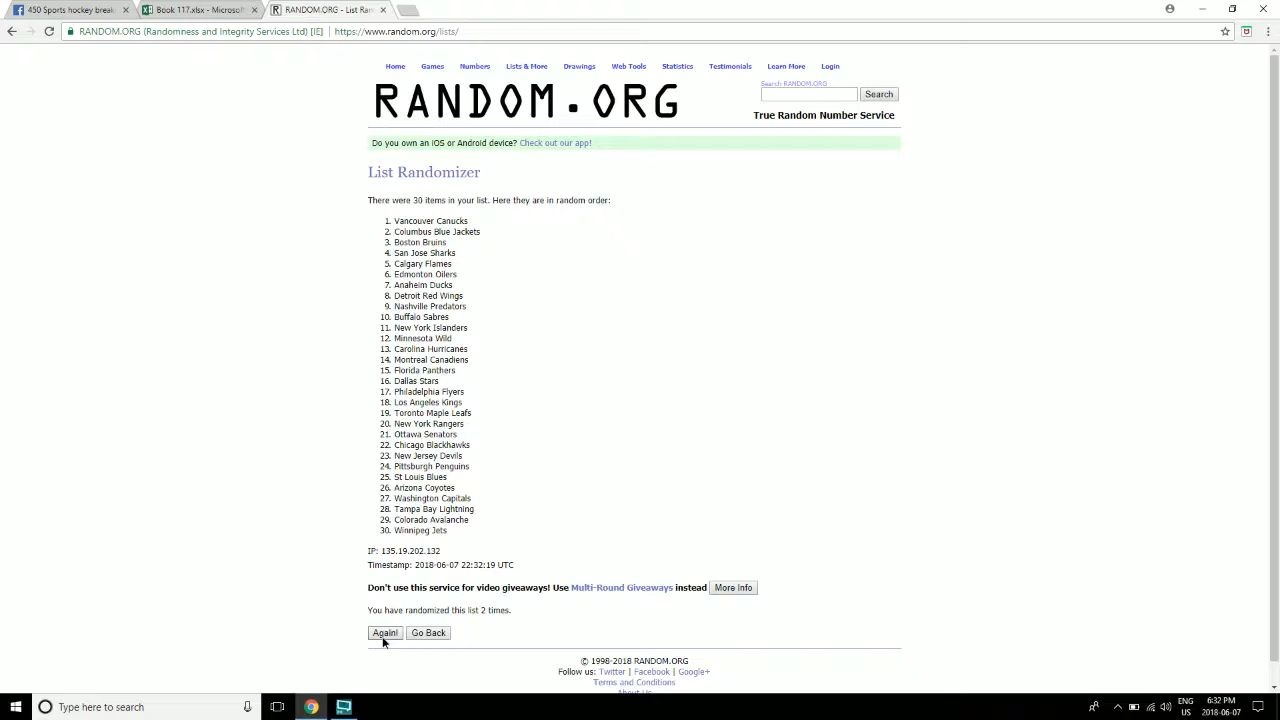 450 Sports hockey break
Book 117.xlsx - Microsoft
RANDOM.ORG - List Ran
RANDOM.ORG (Randomness and Integrity Services Ltd) [IE] https://www.random.org/lists/
Home Games Numbers Lists & More Drawings Web Tools Statistics Testimonials Learn More Login
RANDOM.ORG
Search RANDOM.ORG
Search
True Random Number Service
Do you own an iOS or Android device? Check out our app!
List Randomizer
There were 30 items in your list. Here they are in random order:
1. Vancouver Canucks
2. Columbus Blue Jackets
3. Boston Bruins
4. San Jose Sharks
5. Calgary Flames
6. Edmonton Oilers
7. Anaheim Ducks
8. Detroit Red Wings
9. Nashville Predators
10. Buffalo Sabres
11. New York Islanders
12. Minnesota Wild
13. Carolina Hurricanes
14. Montreal Canadiens
15. Florida Panthers
16. Dallas Stars
17. Philadelphia Flyers
18. Los Angeles Kings
19. Toronto Maple Leafs
20. New York Rangers
21. Ottawa Senators
22. Chicago Blackhawks
23. New Jersey Devils
24. Pittsburgh Penguins
25. St Louis Blues
26. Arizona Coyotes
27. Washington Capitals
28. Tampa Bay Lightning
29. Colorado Avalanche
30. Winnipeg Jets
IP: 135.19.202.132
Timestamp: 2018-06-07 22:32:19 UTC
Don't use this service for video giveaways! Use Multi-Round Giveaways instead More Info
You have randomized this list 2 times.
Again! Go Back
© 1998-2018 RANDOM.ORG
Follow us: Twitter | Facebook | Google+
Terms and Conditions
About Us
Type here to search
ENG
US
6:32 PM
2018-06-07